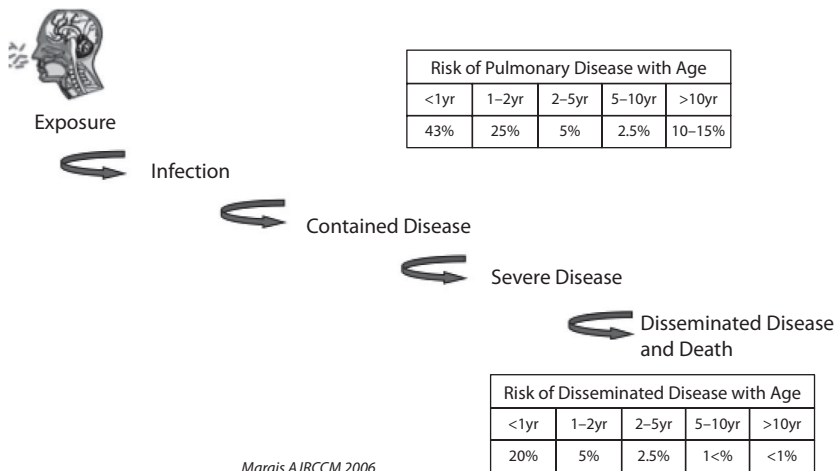 Risk of Pulmonary Disease with Age
<1yr 1–2yr 2–5yr 5–10yr >10yr
43% 25% 5% 2.5% 10–15%
Exposure
Infection
Contained Disease
Severe Disease
Disseminated Disease
and Death
Risk of Disseminated Disease with Age
<1yr 1–2yr 2–5yr 5–10yr >10yr
20% 5% 2.5% 1<% <1%
Marais AJRCCM 2006